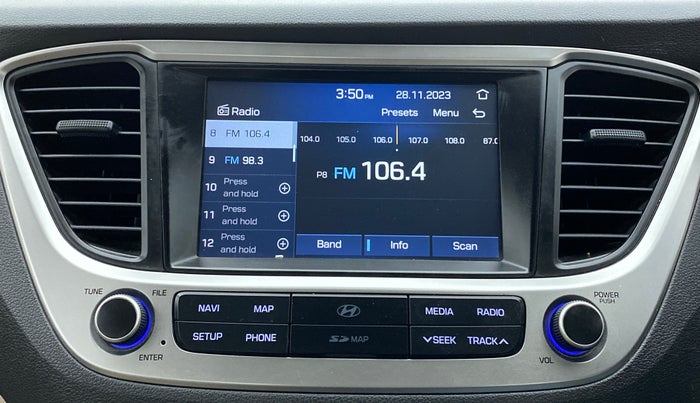 3:50 PM 28.11.2023
Radio Presets Menu
8 FM 106.4
104.0 105.0 106.0 107.0 108.0 87.0
9 FM 98.3
P8 FM 106.4
10 Press and hold
11 Press and hold
12 Press and hold
Band Info Scan
TUNE FILE
NAVI MAP
MEDIA RADIO
POWER
PUSH
SETUP PHONE
SD MAP
SEEK TRACK
ENTER
VOL